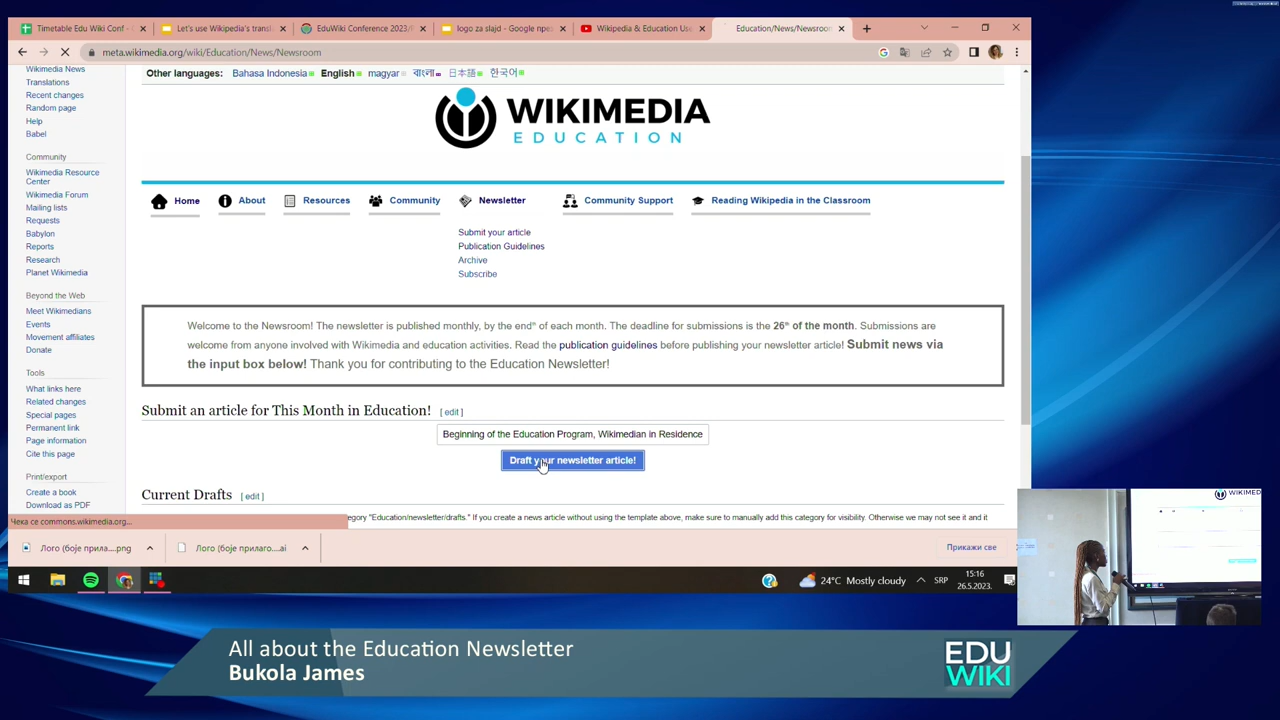 Timetable Edu Wiki Conf -
Let's use Wikipedia's trans
EduWiki Conference 2023/
logo za slajd - Google npe
Wikipedia & Education Use
Education/News/Newsroom
meta.wikimedia.org/wiki/Education/News/Newsroom
Wikimedia News
Translations
Recent changes
Random page
Help
Babel
Community
Wikimedia Resource
Center
Wikimedia Forum
Mailing lists
Requests
Babylon
Reports
Research
Planet Wikimedia
Beyond the Web
Meet Wikimedians
Events
Movement affiliates
Donate
Tools
What links here
Related changes
Special pages
Permanent link
Page information
Cite this page
Print/export
Create a book
Download as PDF
Other languages: Bahasa Indonesia English magyar বাংলা 日本語 한국어
WIKIMEDIA
EDUCATION
Home About Resources Community Newsletter Community Support Reading Wikipedia in the Classroom
Submit your article
Publication Guidelines
Archive
Subscribe
Welcome to the Newsroom! The newsletter is published monthly, by the end" of each month. The deadline for submissions is the 26th of the month. Submissions are
welcome from anyone involved with Wikimedia and education activities. Read the publication guidelines before publishing your newsletter article! Submit news via
the input box below! Thank you for contributing to the Education Newsletter!
Submit an article for This Month in Education! [ edit ]
Beginning of the Education Program, Wikimedian in Residence
Draft your newsletter article!
Current Drafts [ edit ]
Чека се commons.wikimedia.org...
category "Education/newsletter/drafts." If you create a news article without using the template above, make sure to manually add this category for visibility. Otherwise we may not see it and it
Лого (боје прила....png
Лого (боје прилаго....ai
Прикажи све
24°C Mostly cloudy
SRP
15:16
26.5.2023.
WIKIMED
All about the Education Newsletter
Bukola James
EDU
WIKI